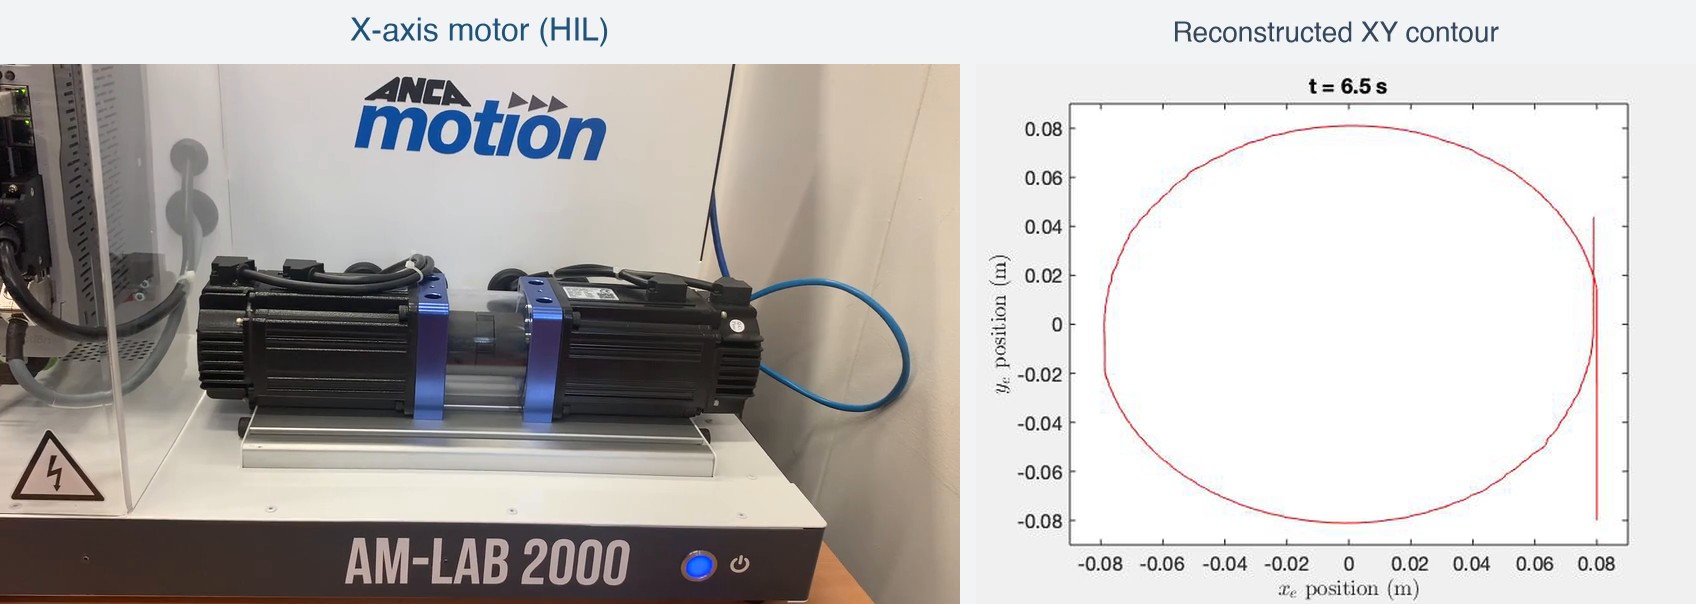 X-axis motor (HIL)
Reconstructed XY contour
ANCA
motion
AM-LAB 2000
t = 6.5 s
0.08
0.06
0.04
0.02
0
-0.02
-0.04
-0.06
-0.08
yₑ position (m)
-0.08 -0.06 -0.04 -0.02 0 0.02 0.04 0.06 0.08
xₑ position (m)